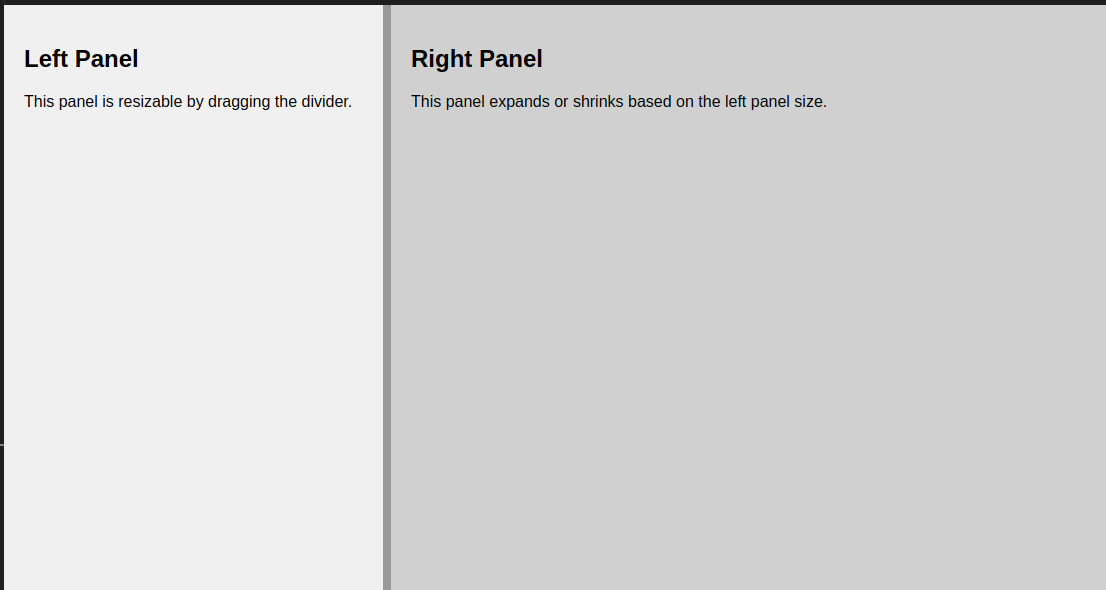 Left Panel
This panel is resizable by dragging the divider.
Right Panel
This panel expands or shrinks based on the left panel size.